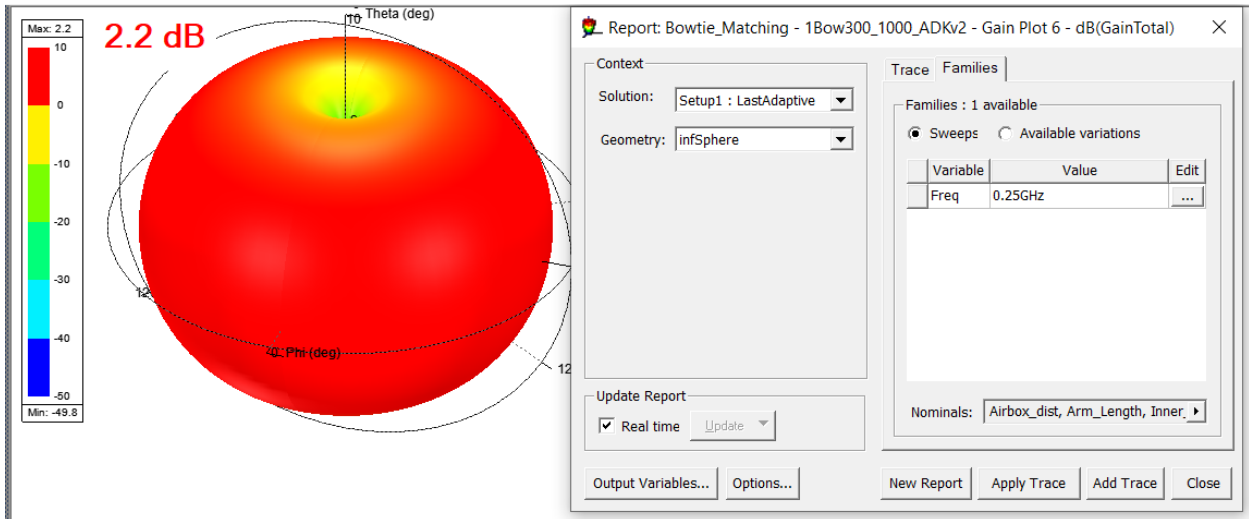 Max: 2.2
10
0
-10
-20
-30
-40
-50
Min: -49.8
2.2 dB
10
Theta (deg)
Phi (deg)
Report: Bowtie_Matching - 1Bow300_1000_ADKv2 - Gain Plot 6 - dB(GainTotal)
Context
Solution: Setup1 : LastAdaptive
Geometry: infSphere
Update Report
Real time Update
Output Variables... Options...
Trace Families
Families : 1 available
Sweeps Available variations
Variable Value Edit
Freq 0.25GHz ...
Nominals: Airbox_dist, Arm_Length, Inner_
New Report Apply Trace Add Trace Close